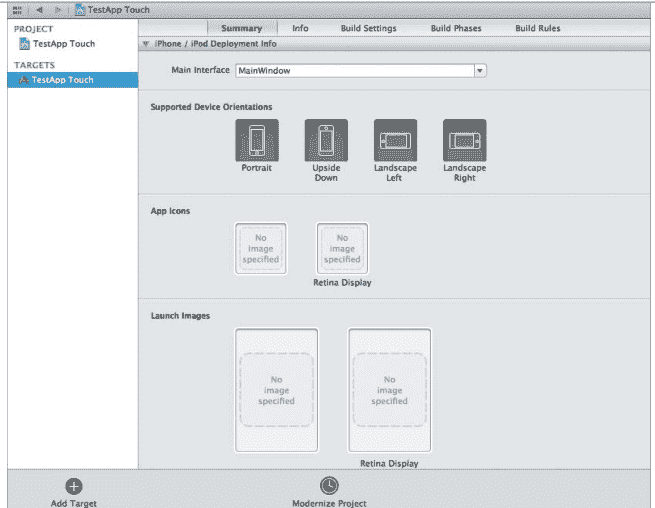 TestApp Touch
PROJECT
TestApp Touch
TARGETS
TestApp Touch
Summary Info Build Settings Build Phases Build Rules
iPhone / iPod Deployment Info
Main Interface MainWindow
Supported Device Orientations
Portrait Upside Down Landscape Left Landscape Right
App Icons
No image specified
No image specified
Retina Display
Launch Images
No image specified
No image specified
Retina Display
Add Target Modernize Project